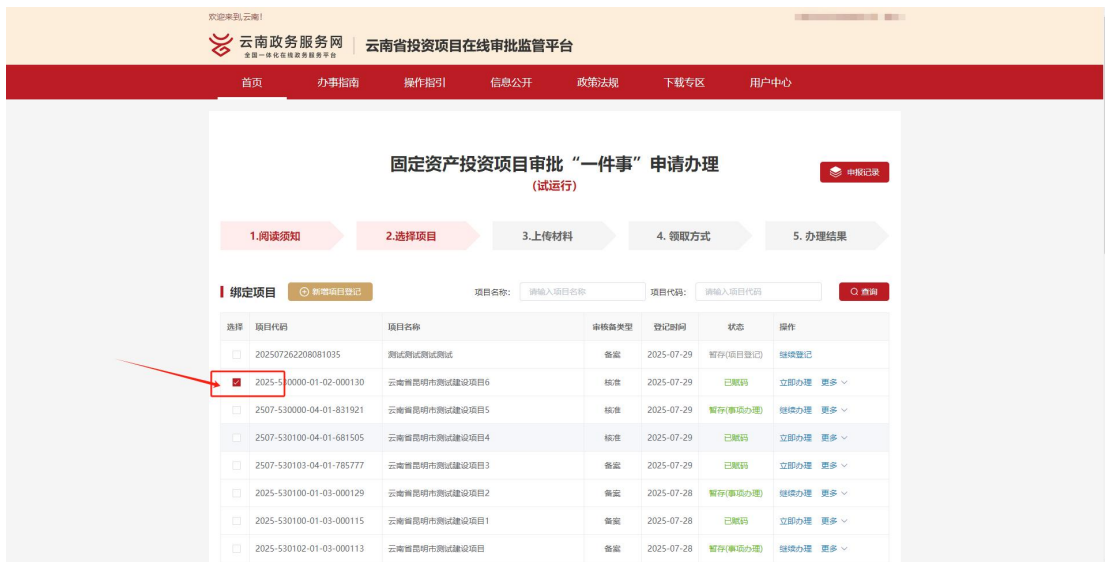 欢迎来到,云南!
云南政务服务网 云南省投资项目在线审批监管平台
全国一体化在线政务服务平台
首页 办事指南 操作指引 信息公开 政策法规 下载专区 用户中心
固定资产投资项目审批“一件事”申请办理
(试运行)
申报记录
1.阅读须知 2.选择项目 3.上传材料 4. 领取方式 5. 办理结果
绑定项目 新增项目登记 项目名称: 请输入项目名称 项目代码: 请输入项目代码 查询
选择 项目代码 项目名称 审核备类型 登记时间 状态 操作
202507262208081035 测试测试测试测试 备案 2025-07-29 暂存(项目登记) 继续登记
2025-530000-01-02-000130 云南省昆明市测试建设项目6 核准 2025-07-29 已赋码 立即办理 更多
2507-530000-04-01-831921 云南省昆明市测试建设项目5 核准 2025-07-29 暂存(事项办理) 继续办理 更多
2507-530100-04-01-681505 云南省昆明市测试建设项目4 核准 2025-07-29 已赋码 立即办理 更多
2507-530103-04-01-785777 云南省昆明市测试建设项目3 备案 2025-07-29 已赋码 立即办理 更多
2025-530100-01-03-000129 云南省昆明市测试建设项目2 备案 2025-07-28 暂存(事项办理) 继续办理 更多
2025-530100-01-03-000115 云南省昆明市测试建设项目1 备案 2025-07-28 已赋码 立即办理 更多
2025-530102-01-03-000113 云南省昆明市测试建设项目 备案 2025-07-28 暂存(事项办理) 继续办理 更多